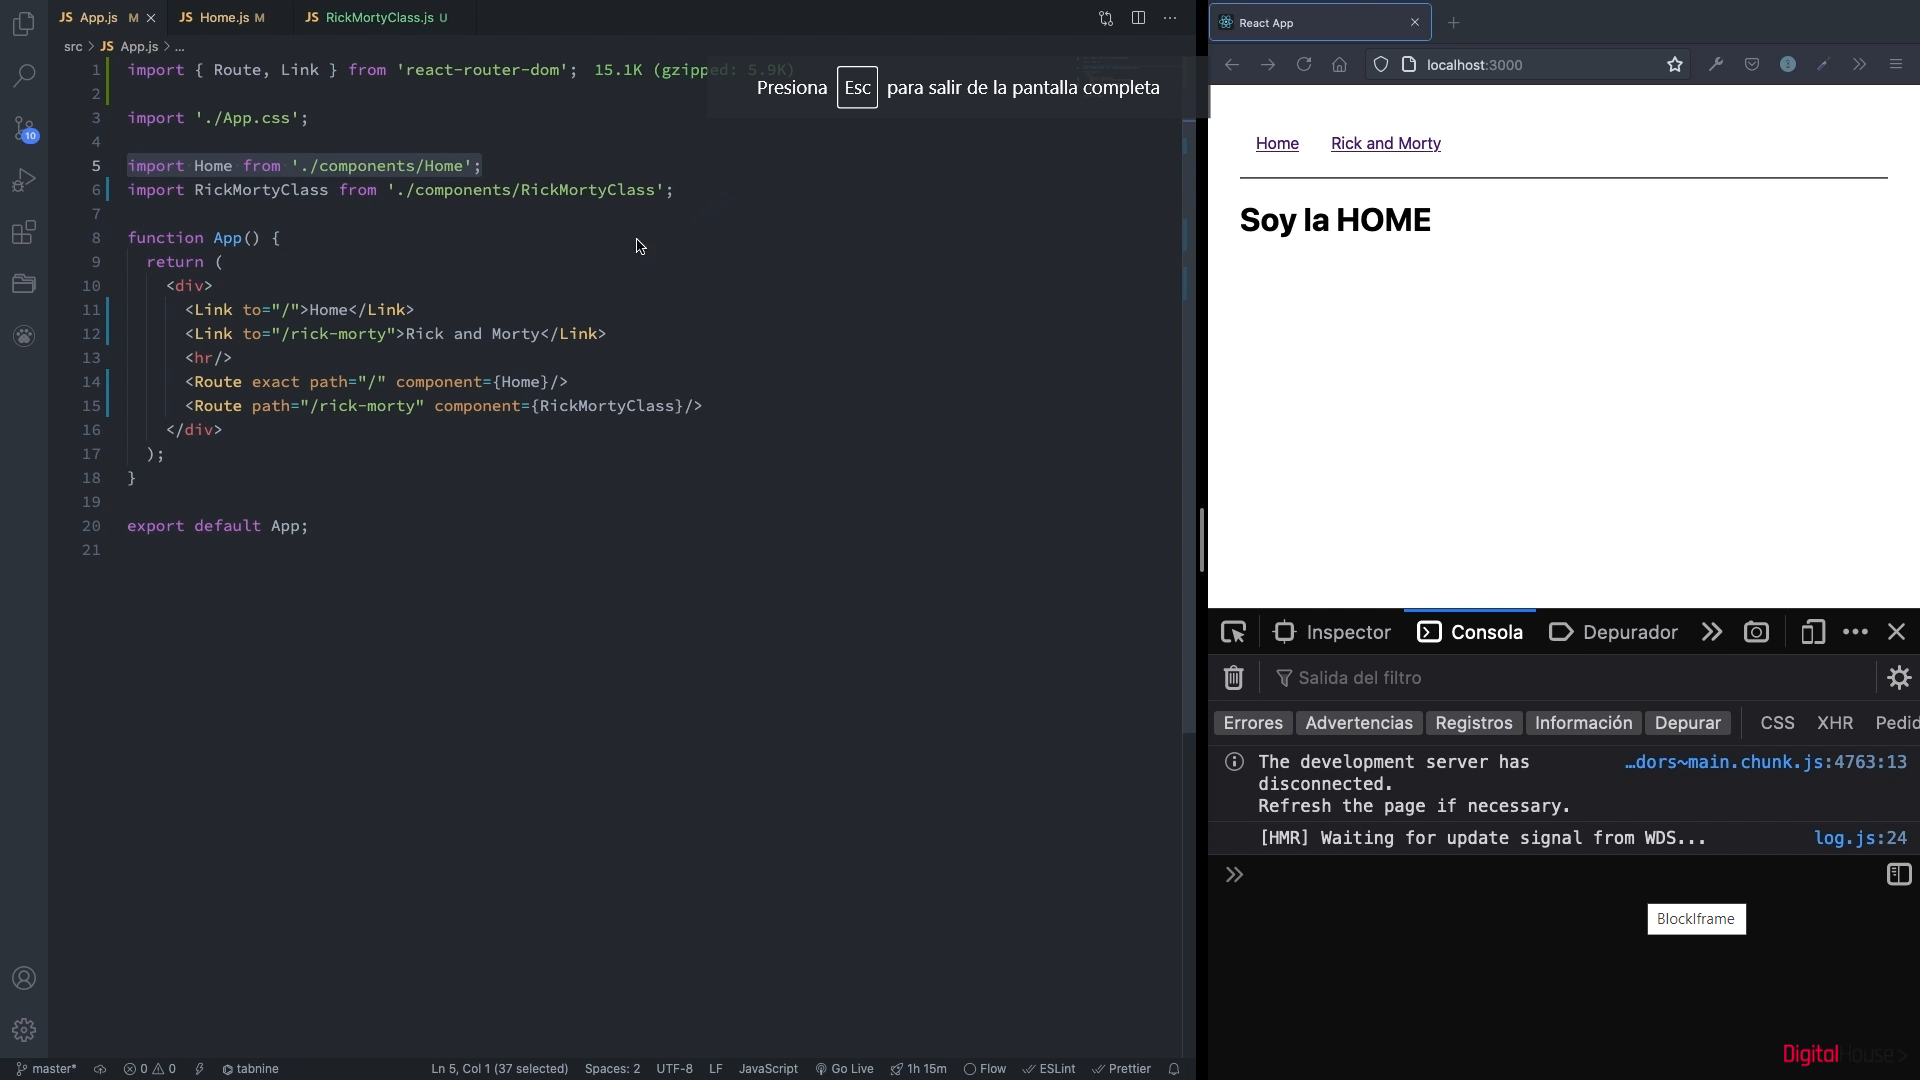 JS App.js M
JS Home.js M
JS RickMortyClass.js U
src > JS App.js > ...
1 import { Route, Link } from 'react-router-dom'; 15.1K (gzipped: 5.9K)
2
Presiona Esc para salir de la pantalla completa
3 import './App.css';
4
5 import Home from './components/Home';
6 import RickMortyClass from './components/RickMortyClass';
7
8 function App() {
9 return (
10 <div>
11 <Link to="/">Home</Link>
12 <Link to="/rick-morty">Rick and Morty</Link>
13 <hr/>
14 <Route exact path="/" component={Home}/>
15 <Route path="/rick-morty" component={RickMortyClass}/>
16 </div>
17 );
18 }
19
20 export default App;
21
10
master*
0 0
tabnine
Ln 5, Col 1 (37 selected)
Spaces: 2
UTF-8
LF
JavaScript
Go Live
1h 15m
Flow
ESLint
Prettier
React App
localhost:3000
Home Rick and Morty
Soy la HOME
Inspector Consola Depurador
Salida del filtro
Errores Advertencias Registros Información Depurar CSS XHR Pedid
The development server has …dors~main.chunk.js:4763:13
disconnected.
Refresh the page if necessary.
[HMR] Waiting for update signal from WDS... log.js:24
BlockIframe
DigitalHouse>